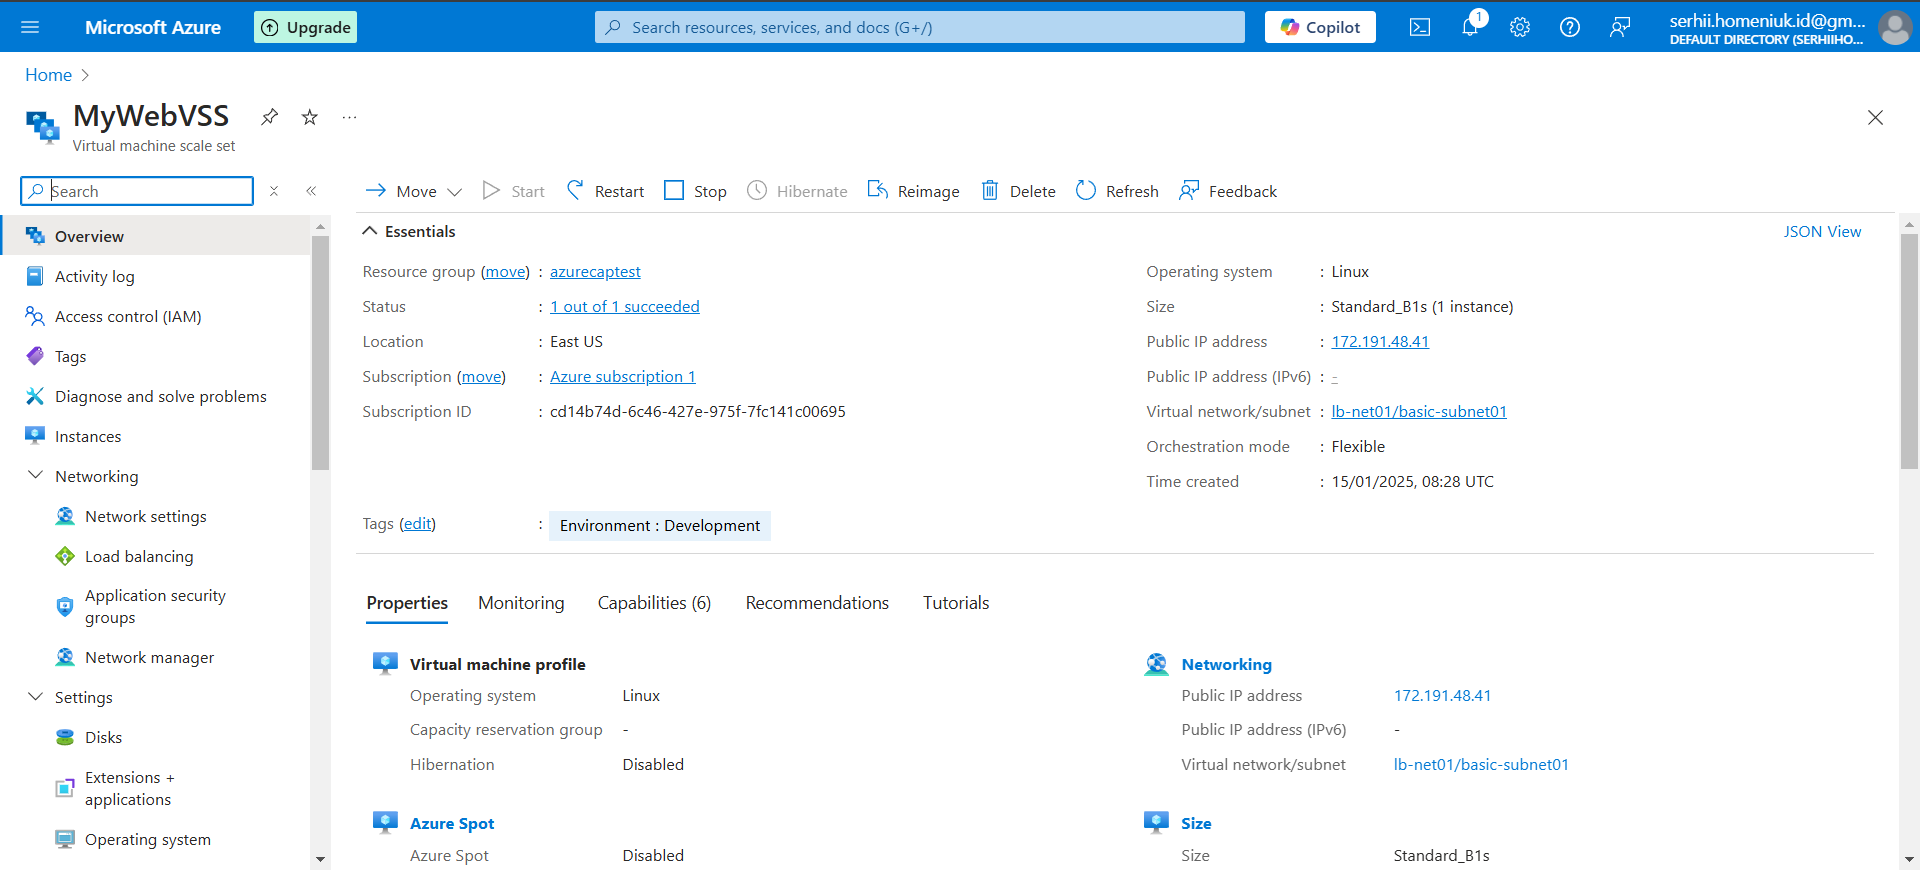 Microsoft Azure
Upgrade
Search resources, services, and docs (G+/)
Copilot
1
serhii.homeniuk.id@gm...
DEFAULT DIRECTORY (SERHIIHO...
Home
MyWebVSS
Virtual machine scale set
Search
Move
Start
Restart
Stop
Hibernate
Reimage
Delete
Refresh
Feedback
Overview
Activity log
Access control (IAM)
Tags
Diagnose and solve problems
Instances
Networking
Network settings
Load balancing
Application security
groups
Network manager
Settings
Disks
Extensions +
applications
Operating system
Essentials
JSON View
Resource group (move) : azurecaptest
Status : 1 out of 1 succeeded
Location : East US
Subscription (move) : Azure subscription 1
Subscription ID : cd14b74d-6c46-427e-975f-7fc141c00695
Operating system : Linux
Size : Standard_B1s (1 instance)
Public IP address : 172.191.48.41
Public IP address (IPv6) : -
Virtual network/subnet : lb-net01/basic-subnet01
Orchestration mode : Flexible
Time created : 15/01/2025, 08:28 UTC
Tags (edit) : Environment : Development
Properties
Monitoring
Capabilities (6)
Recommendations
Tutorials
Virtual machine profile
Operating system Linux
Capacity reservation group -
Hibernation Disabled
Azure Spot
Azure Spot Disabled
Networking
Public IP address 172.191.48.41
Public IP address (IPv6) -
Virtual network/subnet lb-net01/basic-subnet01
Size
Size Standard_B1s